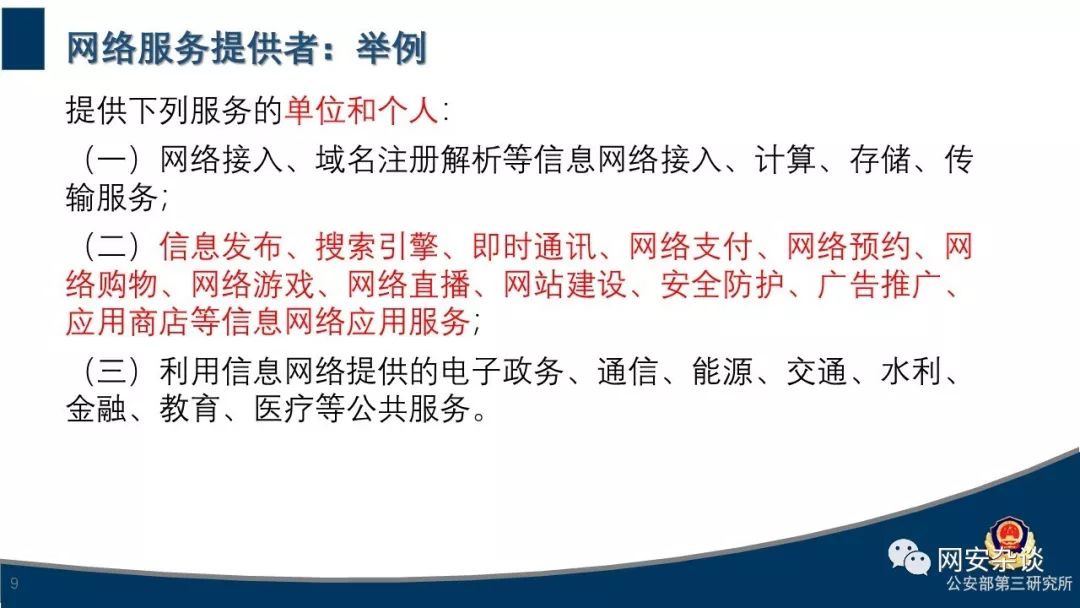 网络服务提供者：举例
提供下列服务的单位和个人：
（一）网络接入、域名注册解析等信息网络接入、计算、存储、传
输服务；
（二）信息发布、搜索引擎、即时通讯、网络支付、网络预约、网
络购物、网络游戏、网络直播、网站建设、安全防护、广告推广、
应用商店等信息网络应用服务；
（三）利用信息网络提供的电子政务、通信、能源、交通、水利、
金融、教育、医疗等公共服务。
网安杂谈
公安部第三研究所
9